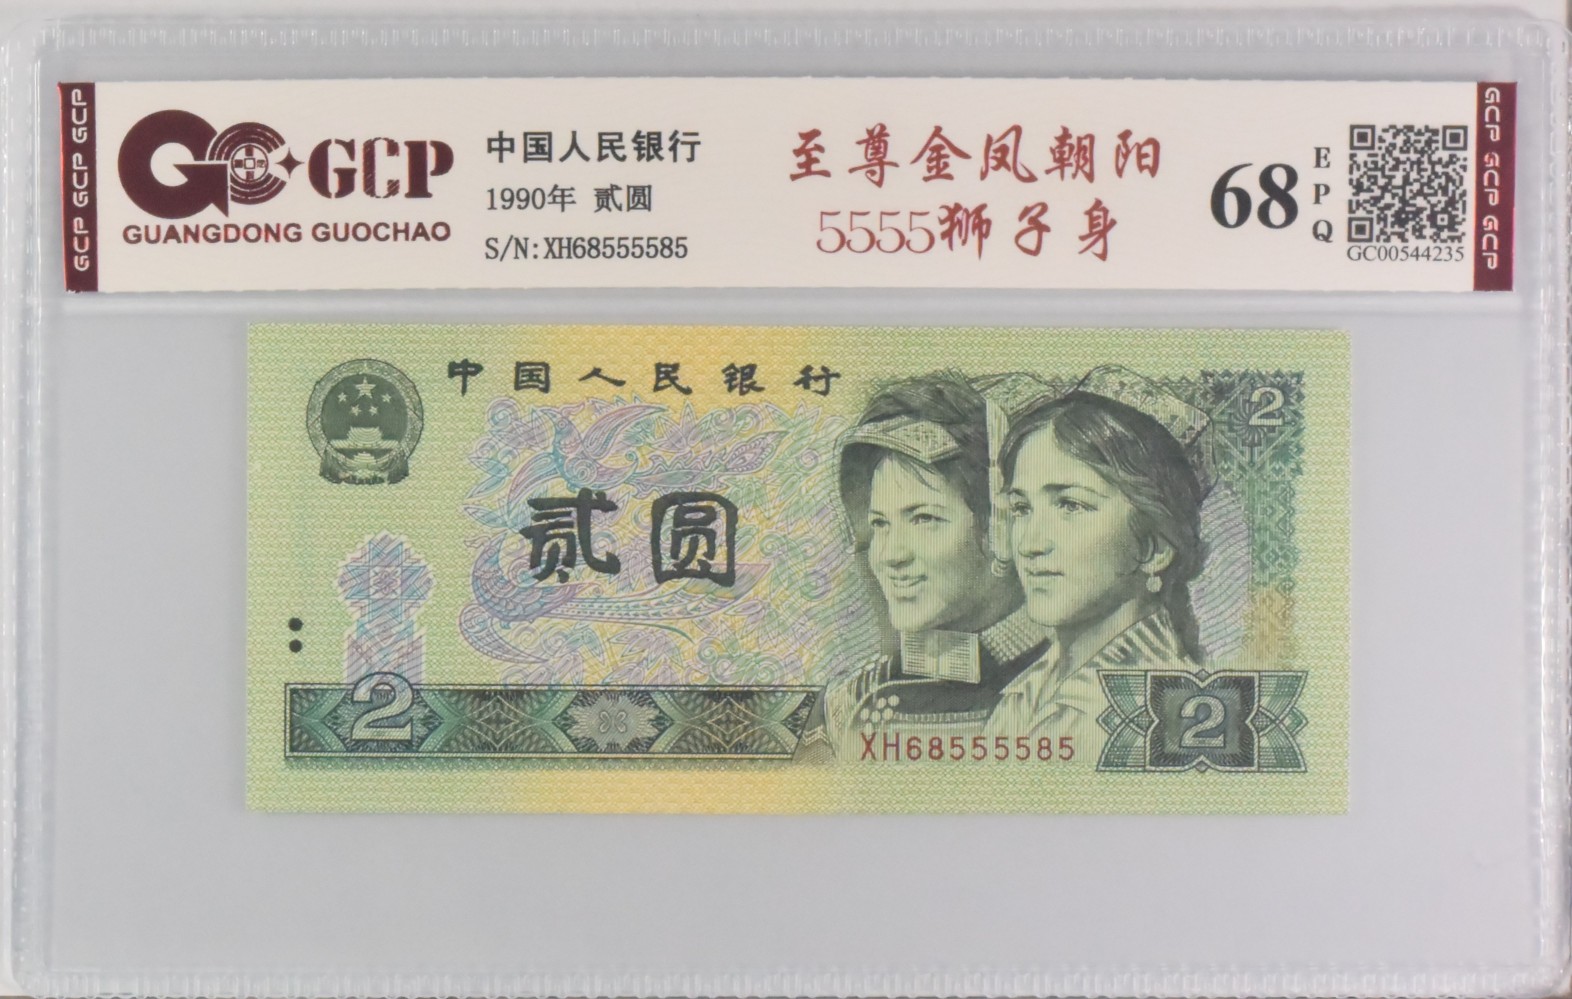 GCP GCP GCP
GCP
GUANGDONG GUOCHAO
中国人民银行
1990年 贰圆
S/N:XH68555585
至尊金凤朝阳
5555狮子身
68
EPQ
GC00544235
GCP GCP GCP
中国人民银行
2
贰圆
2
XH68555585
2